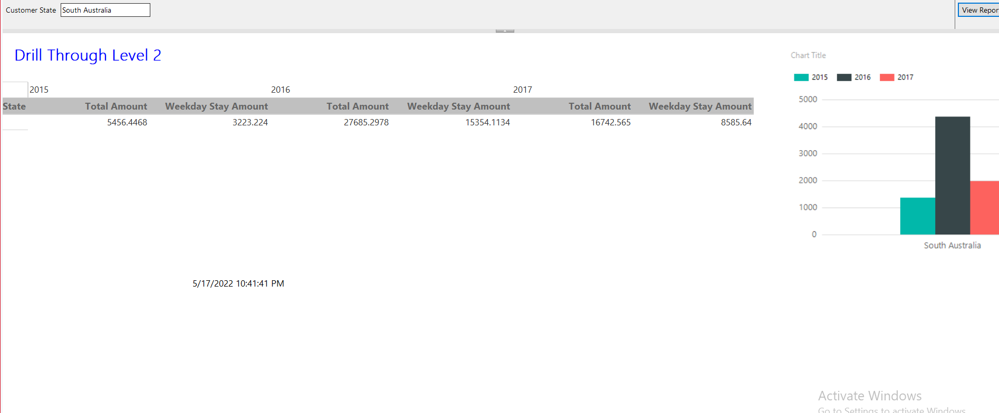 Customer State South Australia
View Repor
Drill Through Level 2
2015 2016 2017
State Total Amount Weekday Stay Amount Total Amount Weekday Stay Amount Total Amount Weekday Stay Amount
5456.4468 3223.224 27685.2978 15354.1134 16742.565 8585.64
5/17/2022 10:41:41 PM
Chart Title
2015 2016 2017
5000
4000
3000
2000
1000
0
South Australia
Activate Windows
Go to Settings to activate Windows